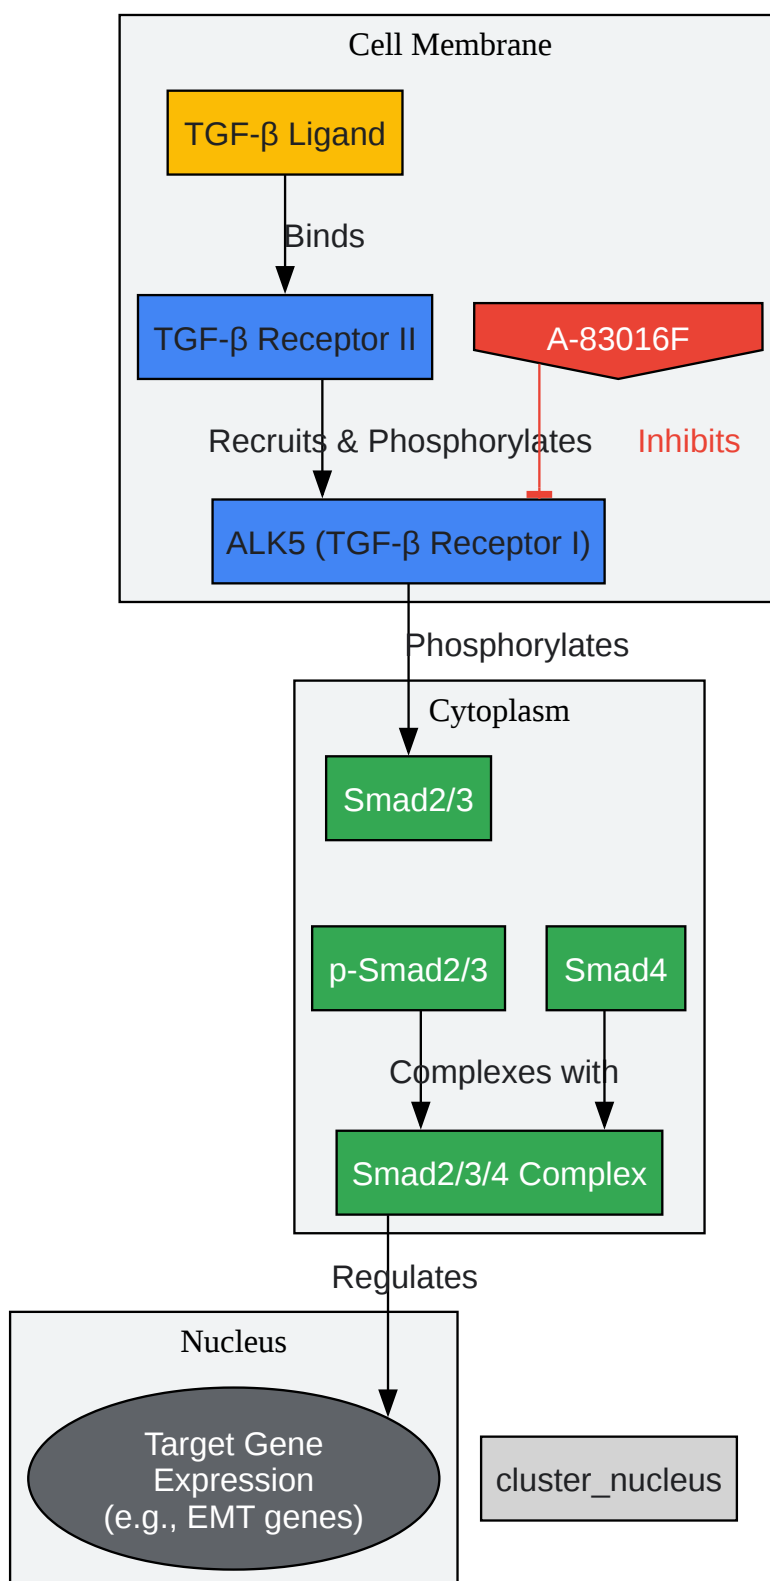 Cell Membrane
TGF-β Ligand
Binds
TGF-β Receptor II
A-83016F
Recruits & Phosphorylates
Inhibits
ALK5 (TGF-β Receptor I)
Phosphorylates
Cytoplasm
Smad2/3
p-Smad2/3
Smad4
Complexes with
Smad2/3/4 Complex
Regulates
Nucleus
Target Gene
Expression
(e.g., EMT genes)
cluster_nucleus